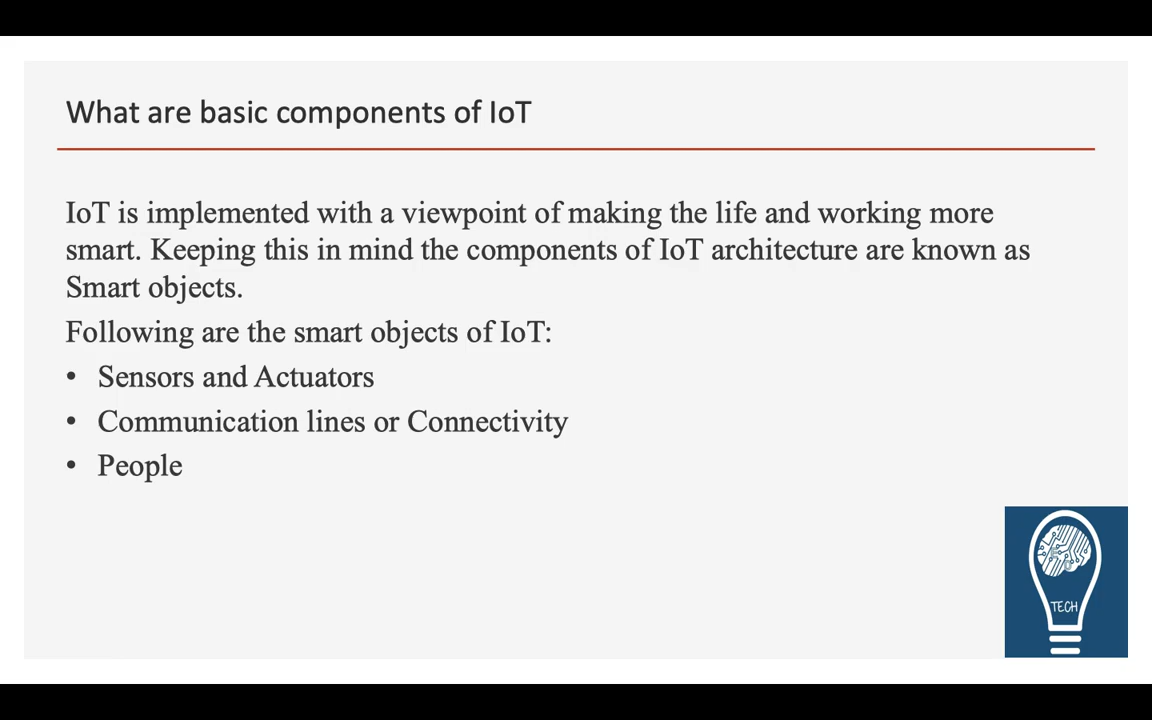 What are basic components of IoT
IoT is implemented with a viewpoint of making the life and working more
smart. Keeping this in mind the components of IoT architecture are known as
Smart objects.
Following are the smart objects of IoT:
• Sensors and Actuators
• Communication lines or Connectivity
• People
TECH